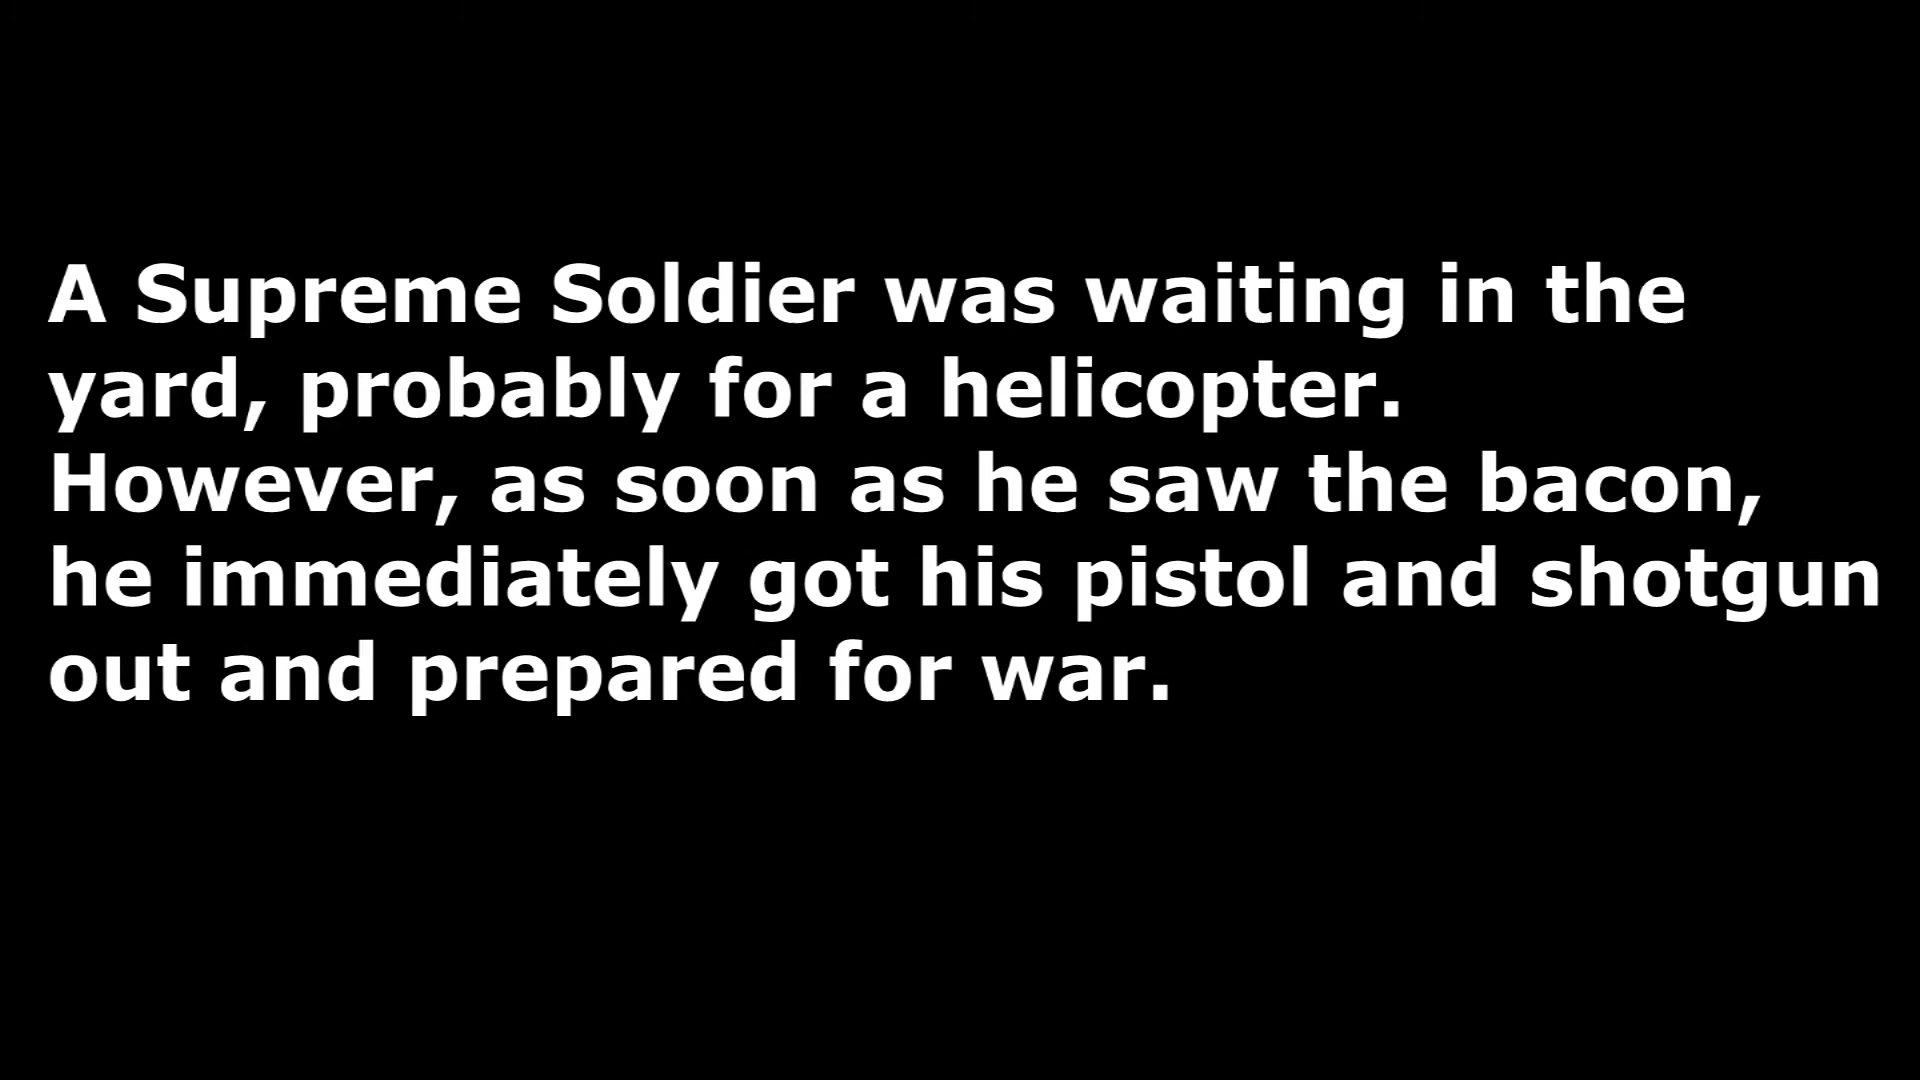 A Supreme Soldier was waiting in the
yard, probably for a helicopter.
However, as soon as he saw the bacon,
he immediately got his pistol and shotgun
out and prepared for war.